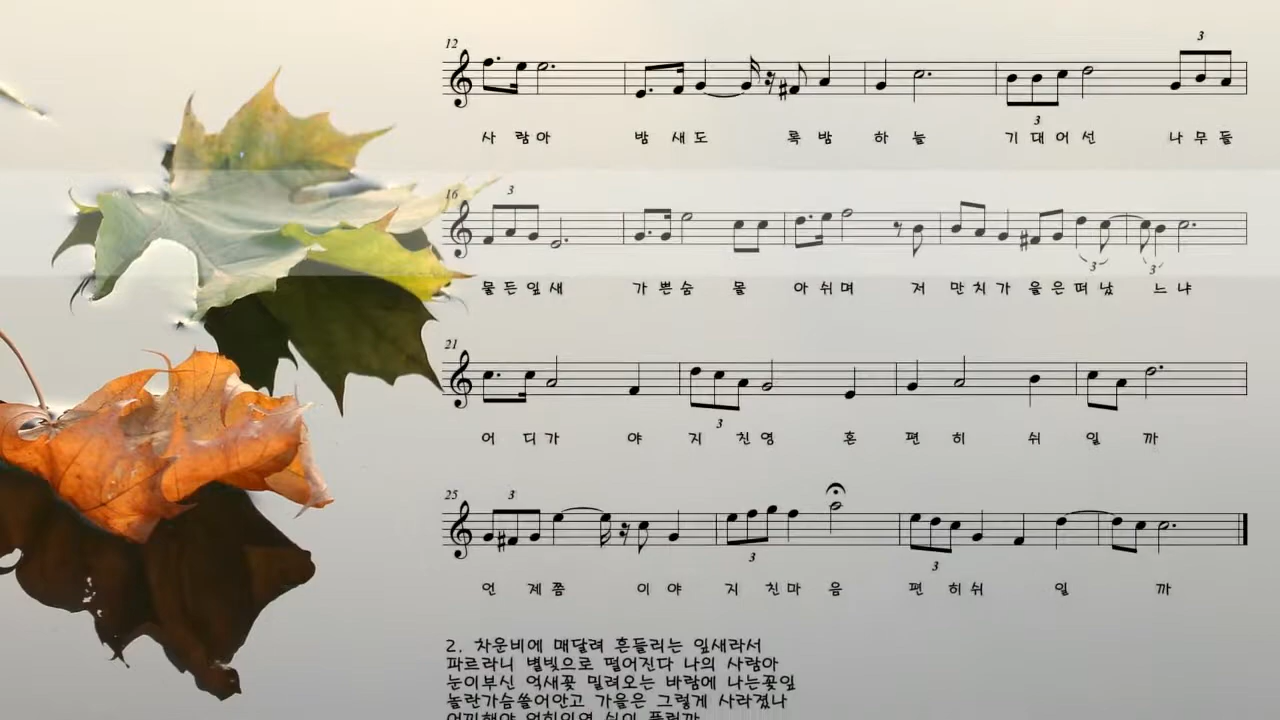 12
3
사 람아 밤 새도 록 밤 하 늘 기 대 어 선 나 무 들
3
16
3
물 든 잎 새 가 쁜 숨 몰 아 쉬 며 저 만 치 가 을 은 떠 났 느 냐
3 3
21
어 디 가 야 지 친 영 혼 편 히 쉬 일 까
3
25
3
언 제 쯤 이 야 지 친 마 음 편 히 쉬 일 까
3 3
2. 차운비에 매달려 흔들리는 잎새라서
파르라니 별빛으로 떨어진다 나의 사람아
눈이부신 억새꽃 밀려오는 바람에 나는꽃잎
놀란가슴쓸어안고 가을은 그렇게 사라졌나